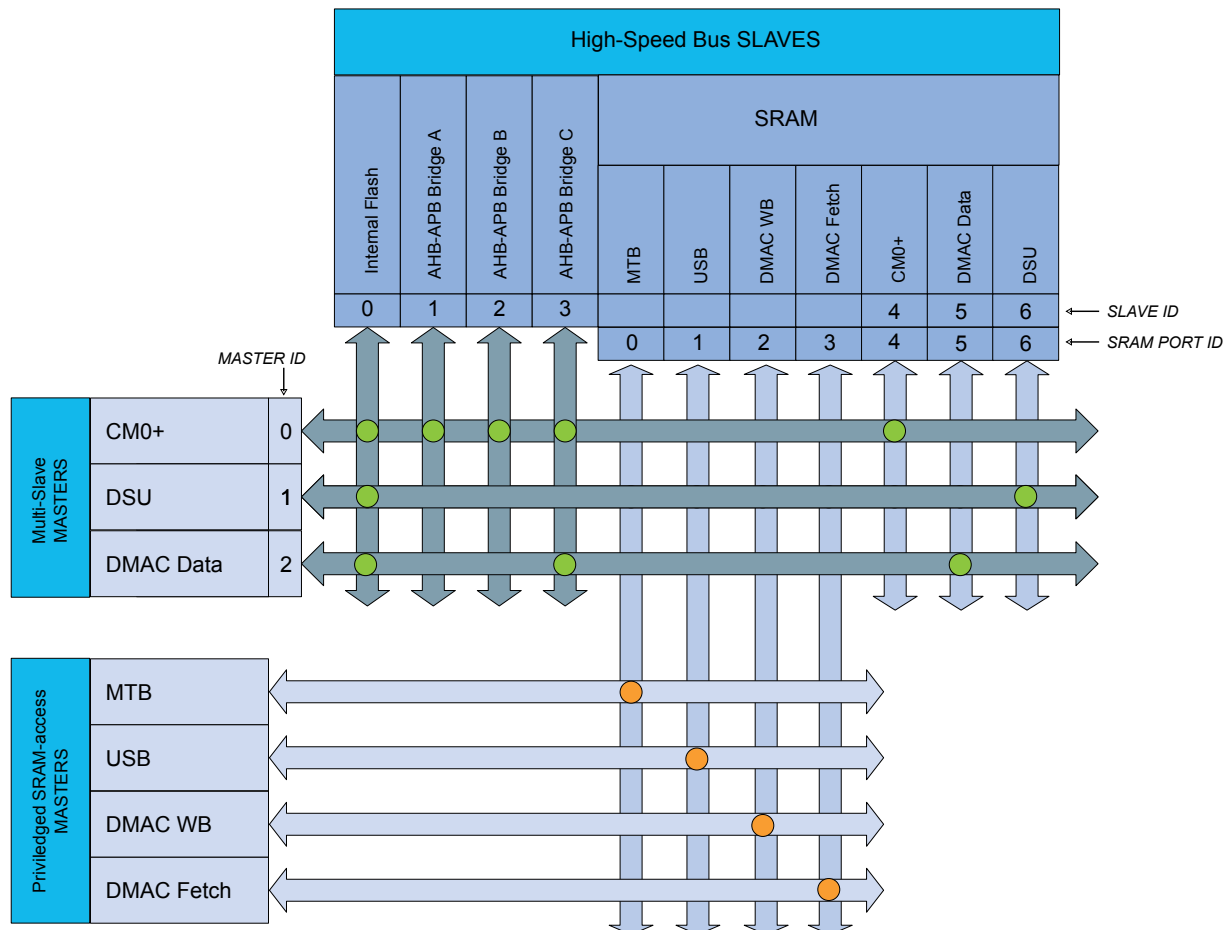 High-Speed Bus SLAVES
SRAM
Internal Flash
AHB-APB Bridge A
AHB-APB Bridge B
AHB-APB Bridge C
MTB
USB
DMAC WB
DMAC Fetch
CM0+
DMAC Data
DSU
0 1 2 3 4 5 6
SLAVE ID
0 1 2 3 4 5 6
SRAM PORT ID
MASTER ID
Multi-Slave
MASTERS
CM0+ 0
DSU 1
DMAC Data 2
Priviledged SRAM-access
MASTERS
MTB
USB
DMAC WB
DMAC Fetch